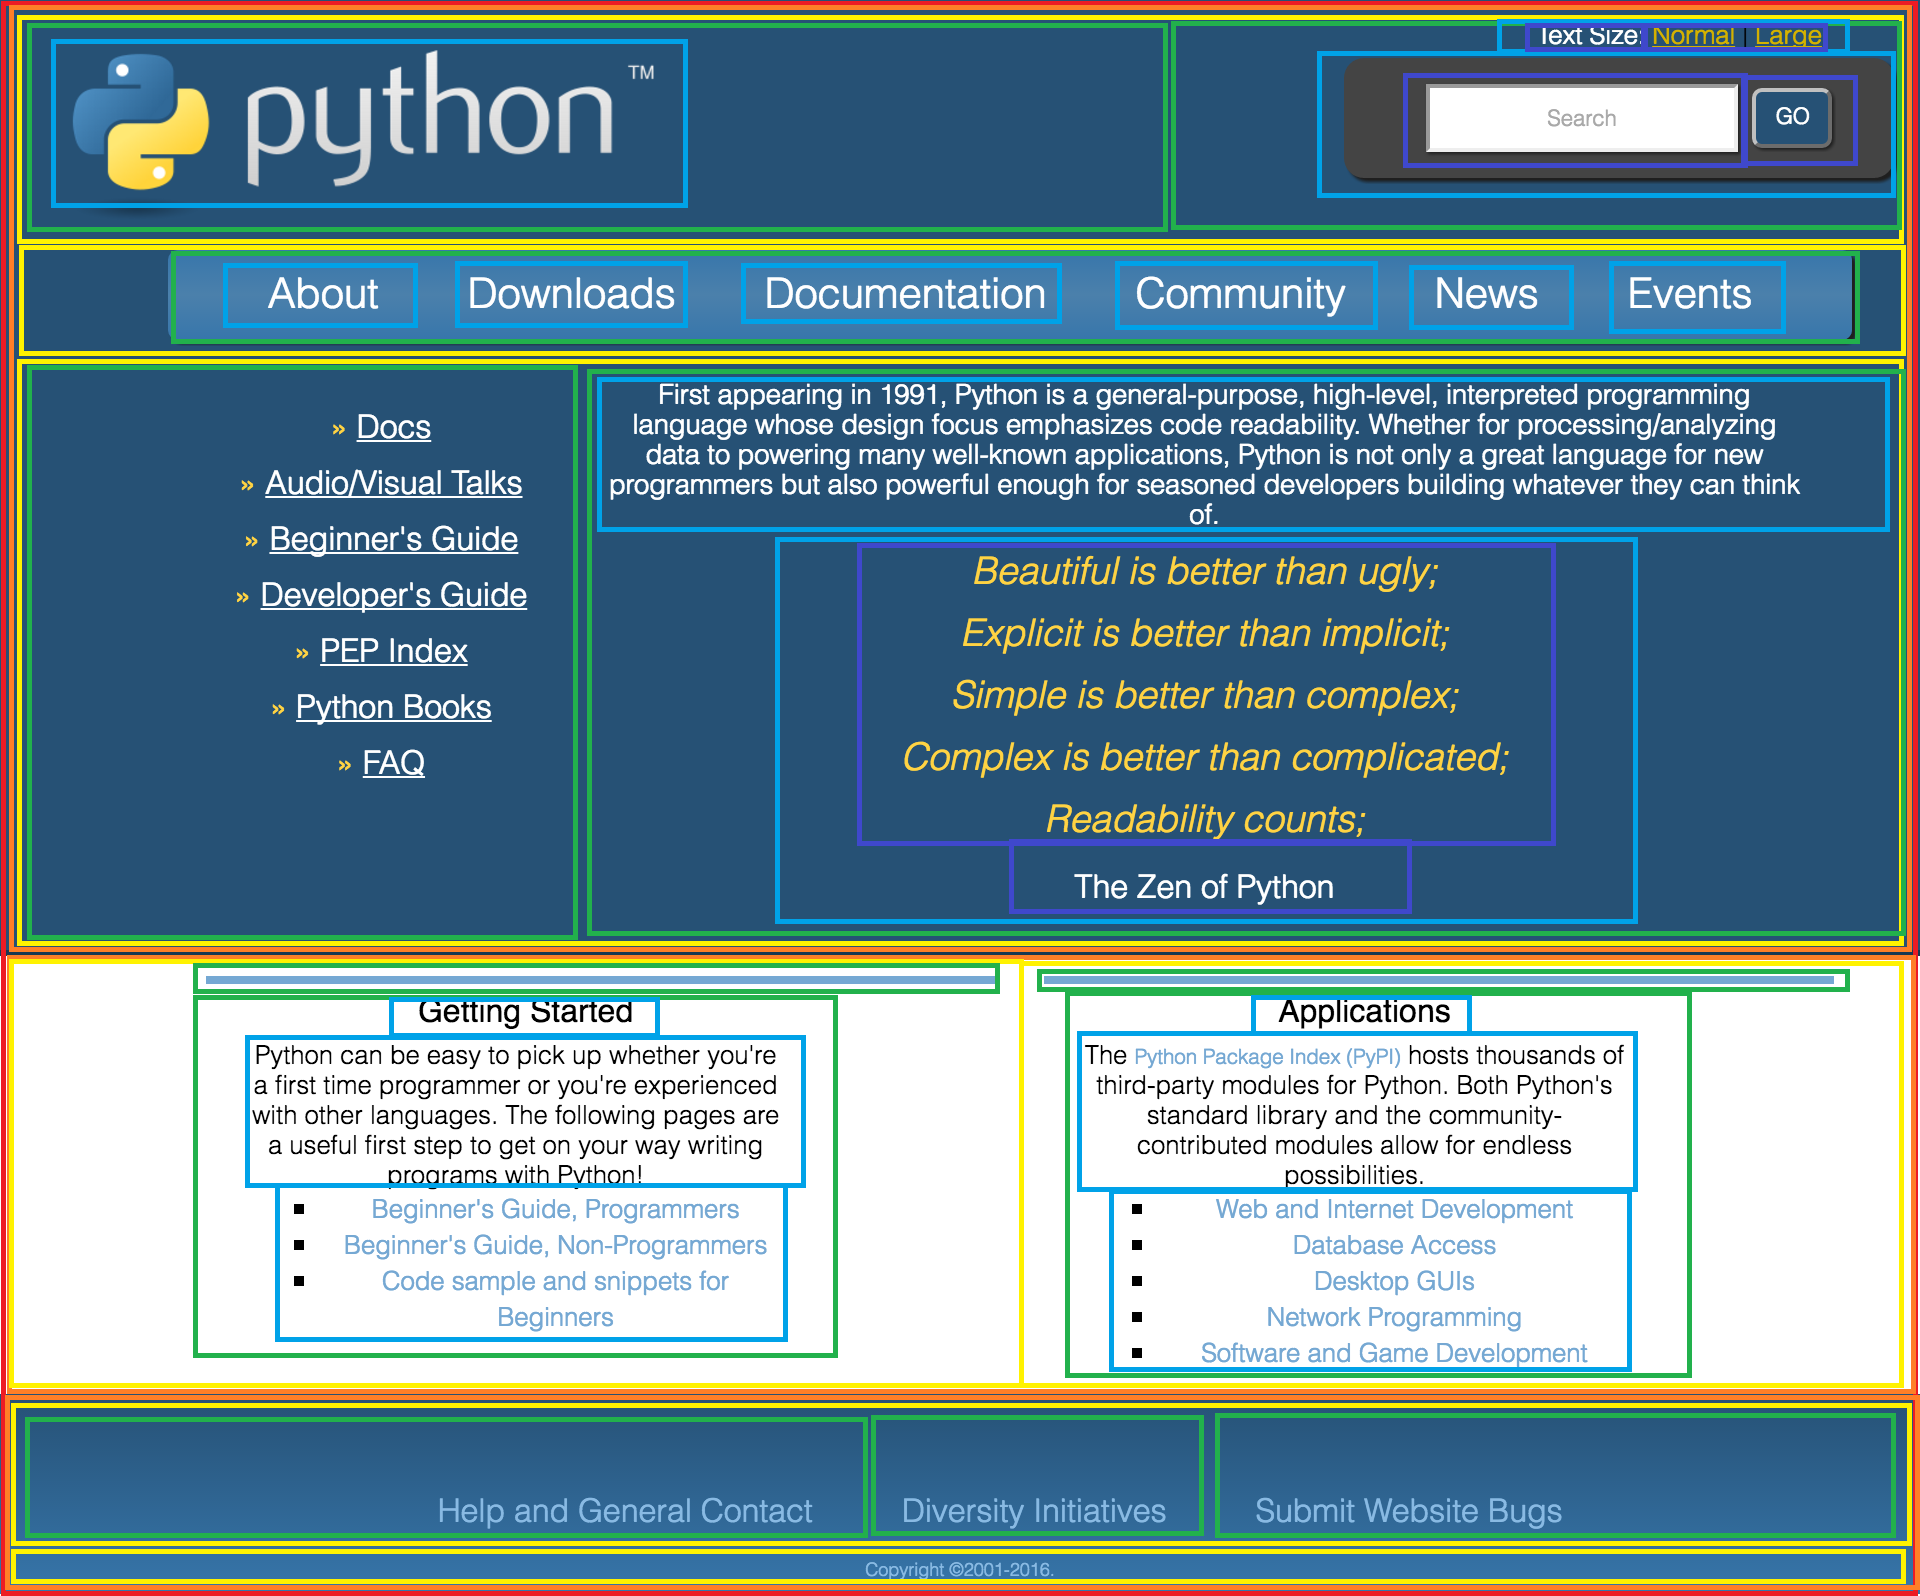 Text Size: Normal | Large
python™
Search
GO
About Downloads Documentation Community News Events
» Docs
» Audio/Visual Talks
» Beginner's Guide
» Developer's Guide
» PEP Index
» Python Books
» FAQ
First appearing in 1991, Python is a general-purpose, high-level, interpreted programming
language whose design focus emphasizes code readability. Whether for processing/analyzing
data to powering many well-known applications, Python is not only a great language for new
programmers but also powerful enough for seasoned developers building whatever they can think
of.
Beautiful is better than ugly;
Explicit is better than implicit;
Simple is better than complex;
Complex is better than complicated;
Readability counts;
The Zen of Python
Getting Started
Python can be easy to pick up whether you're
a first time programmer or you're experienced
with other languages. The following pages are
a useful first step to get on your way writing
programs with Python!
Beginner's Guide, Programmers
Beginner's Guide, Non-Programmers
Code sample and snippets for
Beginners
Applications
The Python Package Index (PyPI) hosts thousands of
third-party modules for Python. Both Python's
standard library and the community-
contributed modules allow for endless
possibilities.
Web and Internet Development
Database Access
Desktop GUIs
Network Programming
Software and Game Development
Help and General Contact Diversity Initiatives Submit Website Bugs
Copyright ©2001-2016.